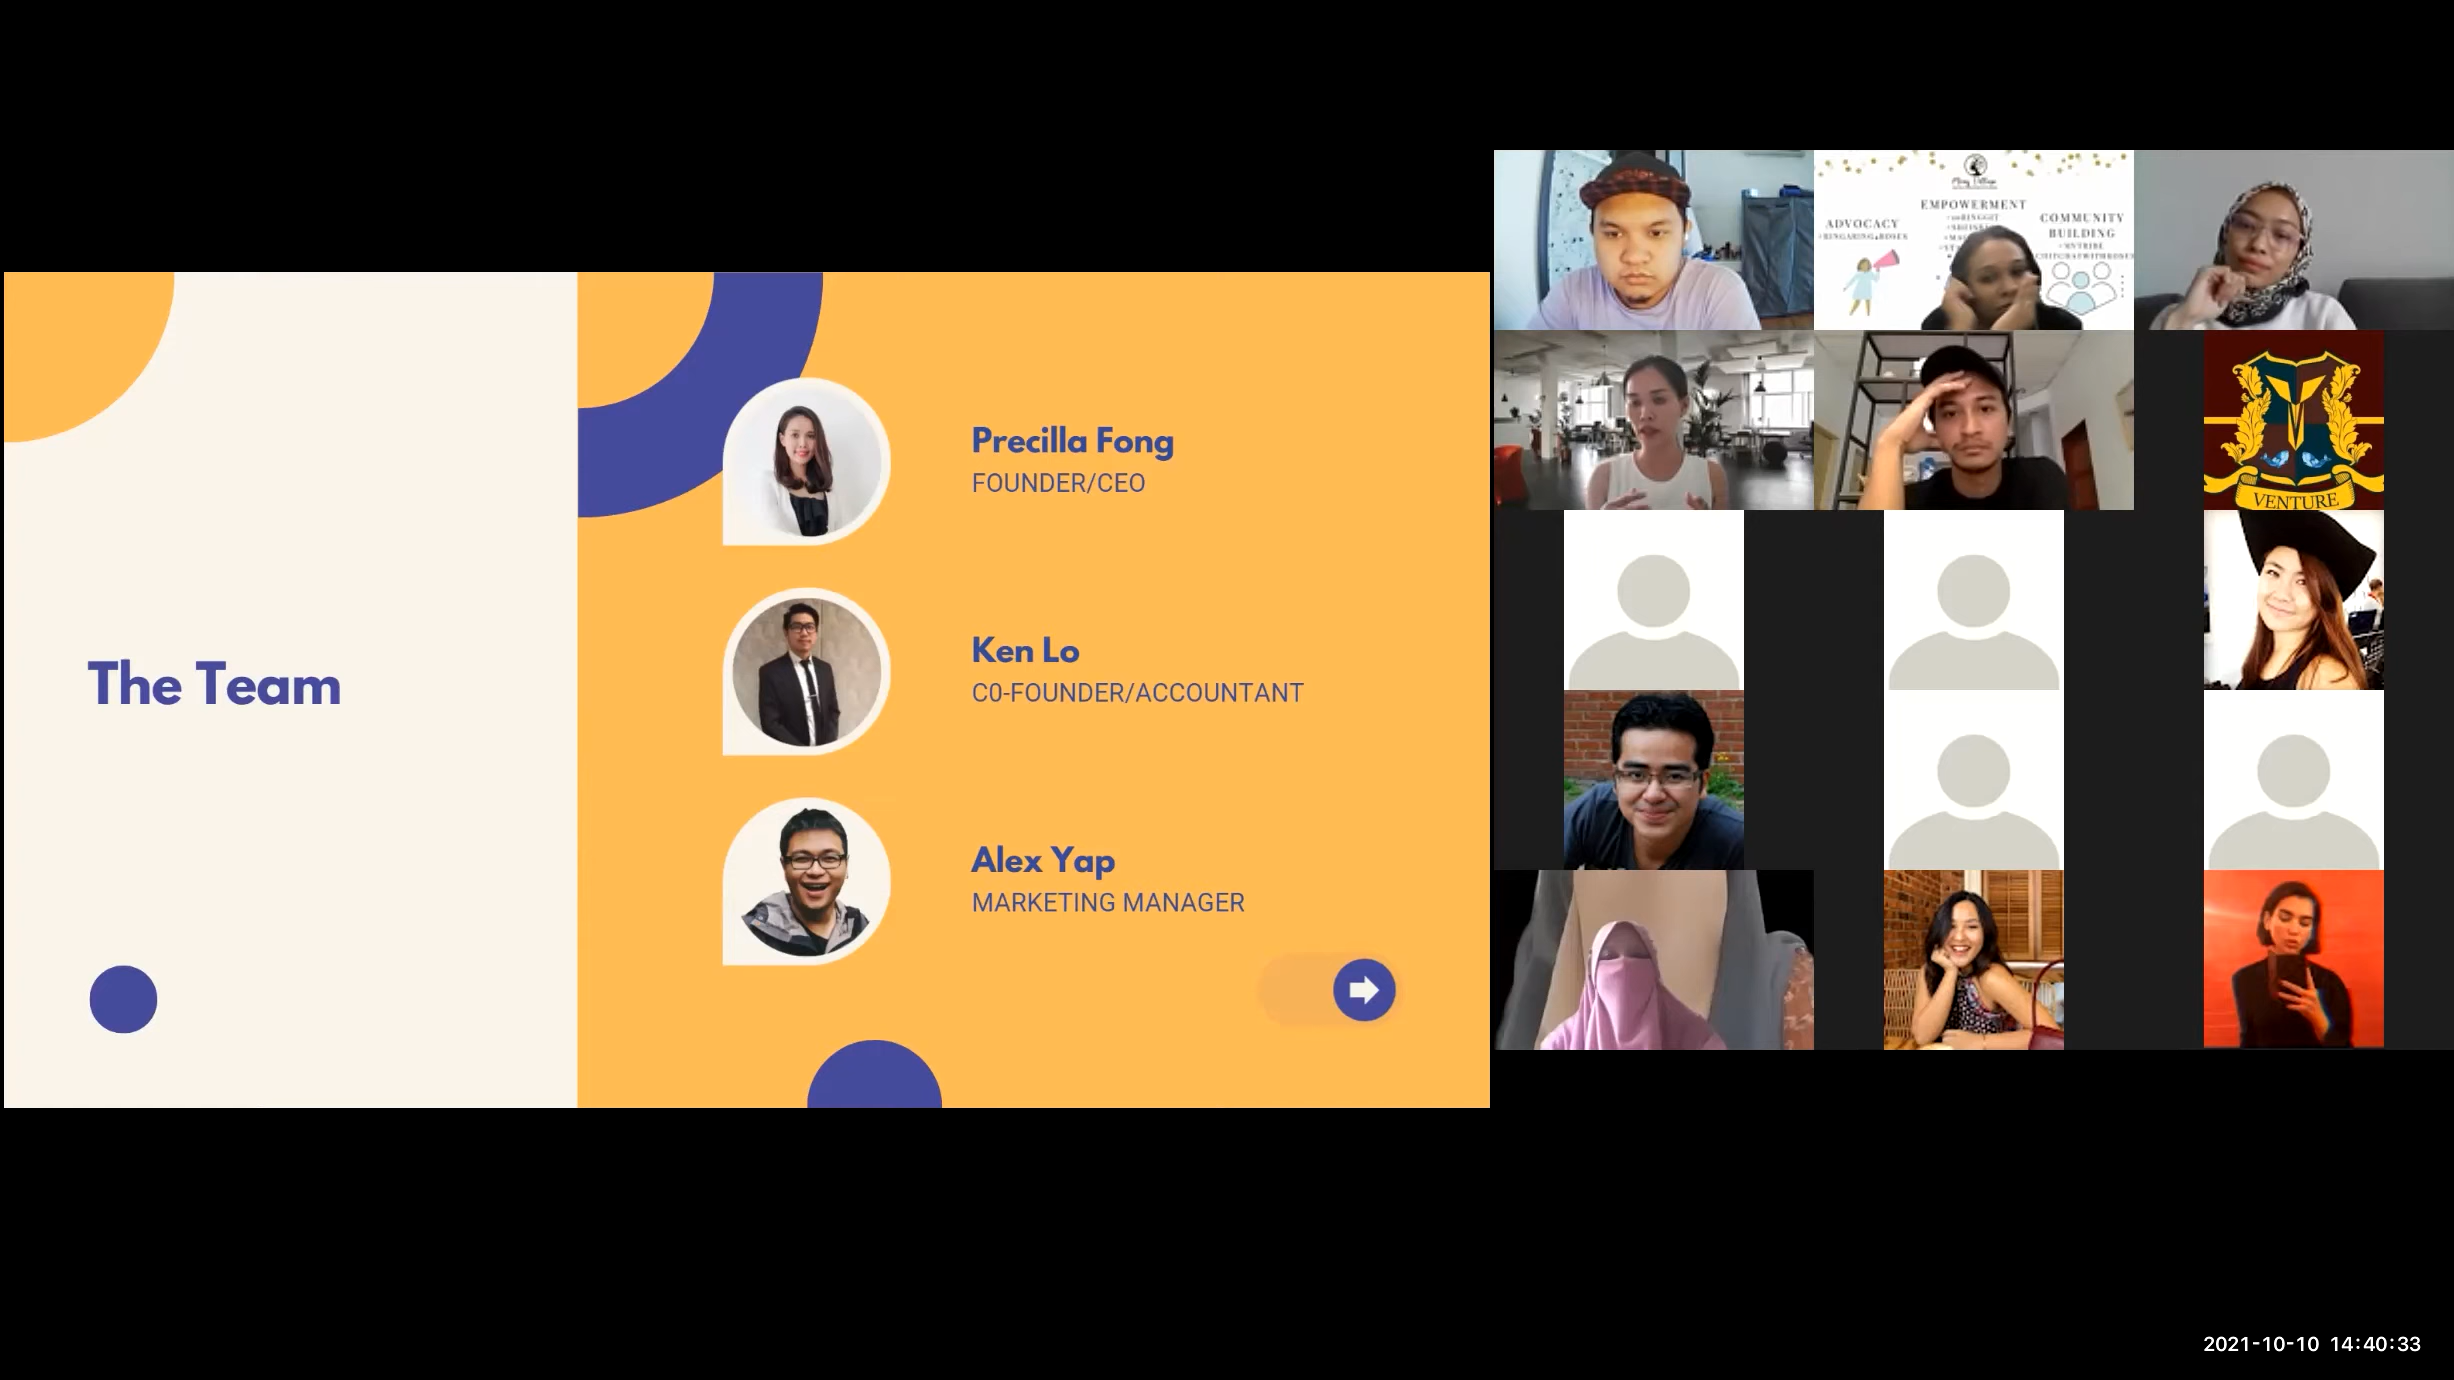 The Team
Precilla Fong
FOUNDER/CEO
Ken Lo
C0-FOUNDER/ACCOUNTANT
Alex Yap
MARKETING MANAGER
EMPOWERMENT
ADVOCACY
COMMUNITY
BUILDING
VENTURE
2021-10-10 14:40:33